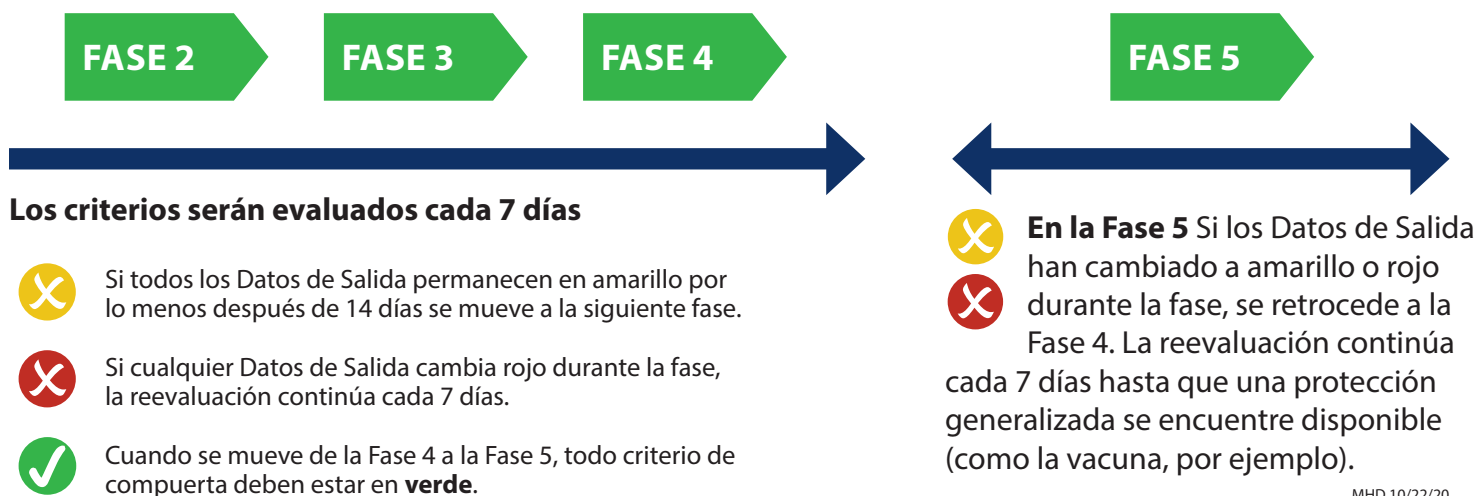 FASE 2
FASE 3
FASE 4
FASE 5
Los criterios serán evaluados cada 7 días
Si todos los Datos de Salida permanecen en amarillo por
lo menos después de 14 días se mueve a la siguiente fase.
Si cualquier Datos de Salida cambia rojo durante la fase,
la reevaluación continúa cada 7 días.
Cuando se mueve de la Fase 4 a la Fase 5, todo criterio de
compuerta deben estar en verde.
En la Fase 5 Si los Datos de Salida
han cambiado a amarillo o rojo
durante la fase, se retrocede a la
Fase 4. La reevaluación continúa
cada 7 días hasta que una protección
generalizada se encuentre disponible
(como la vacuna, por ejemplo).
MHD 10/22/20